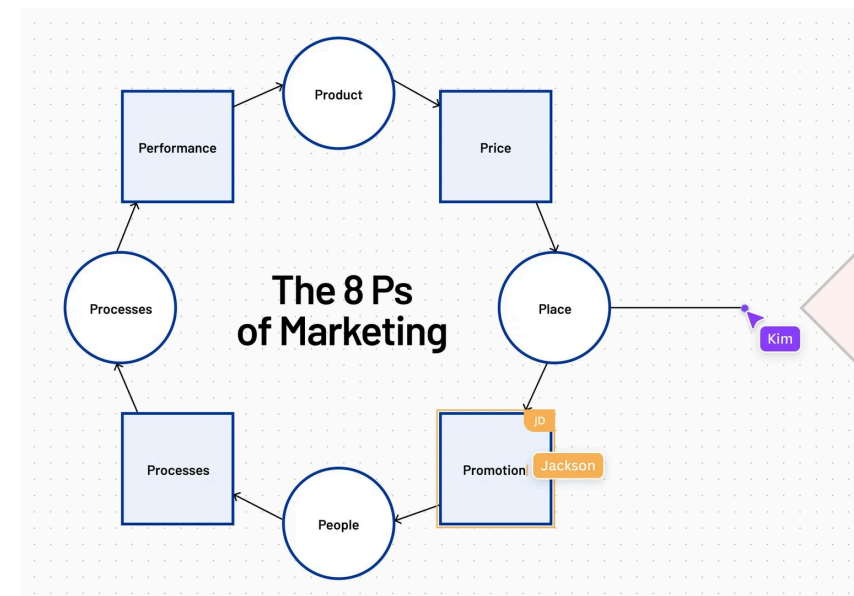 Product
Performance
Price
The 8 Ps
of Marketing
Processes
Place
Kim
JD
Jackson
Processes
Promotion
People